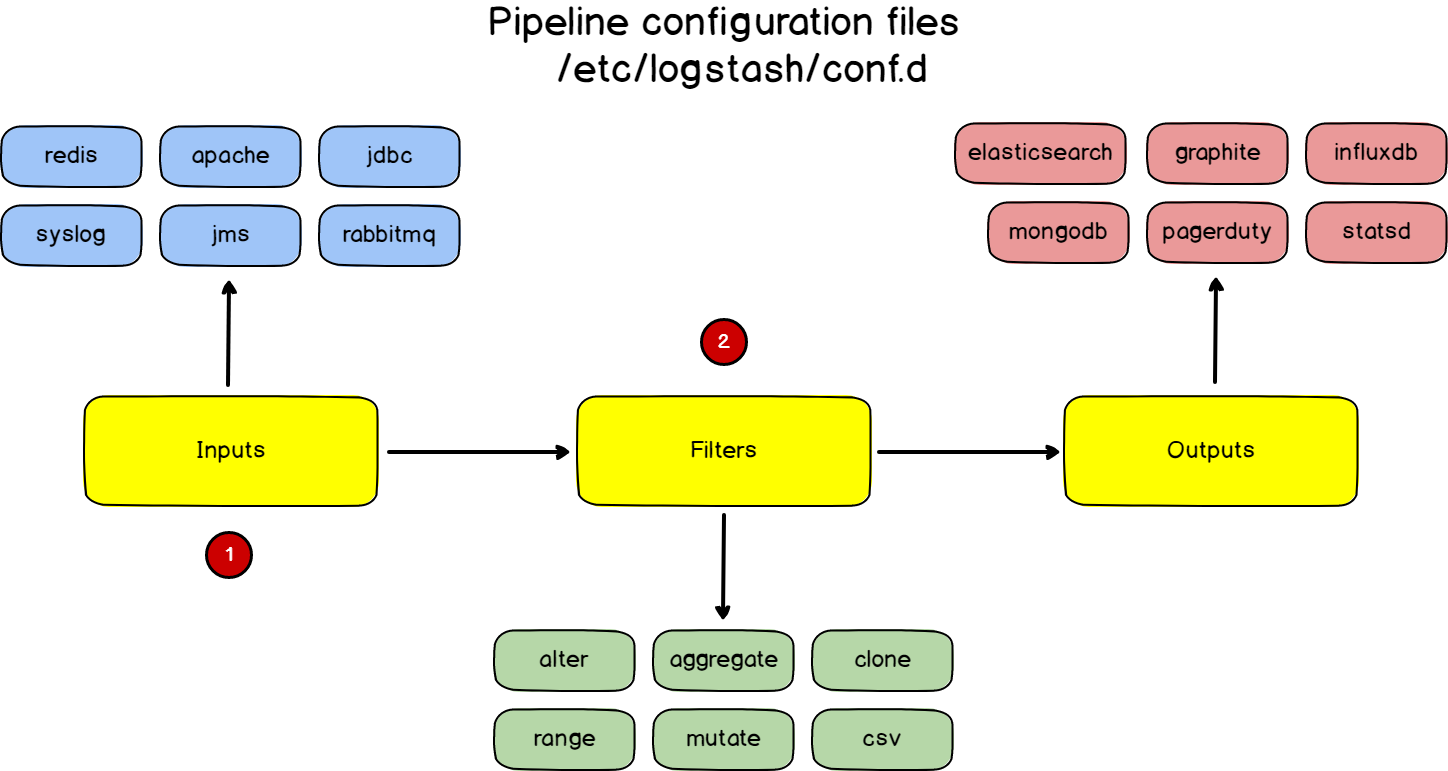 Pipeline configuration files
/etc/logstash/conf.d
redis apache jdbc
syslog jms rabbitmq
elasticsearch graphite influxdb
mongodb pagerduty statsd
2
Inputs Filters Outputs
1
alter aggregate clone
range mutate csv